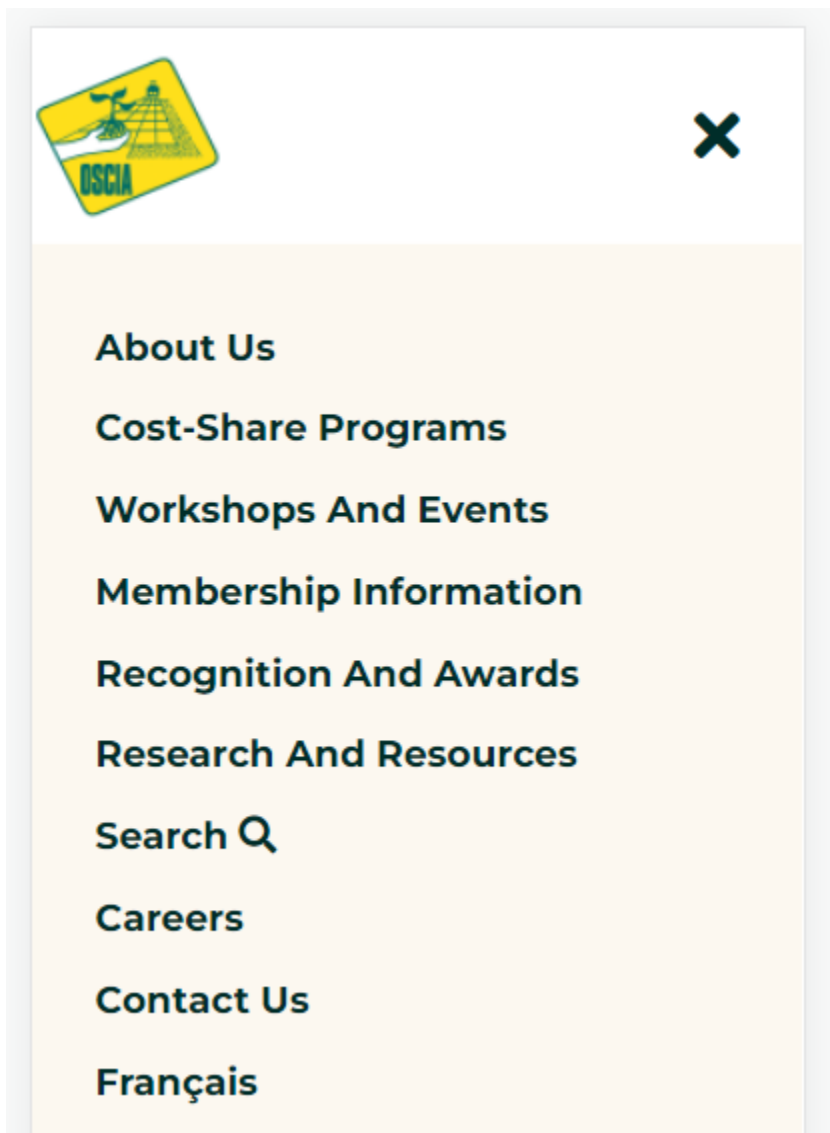 OSCIA
About Us
Cost-Share Programs
Workshops And Events
Membership Information
Recognition And Awards
Research And Resources
Search
Careers
Contact Us
Français